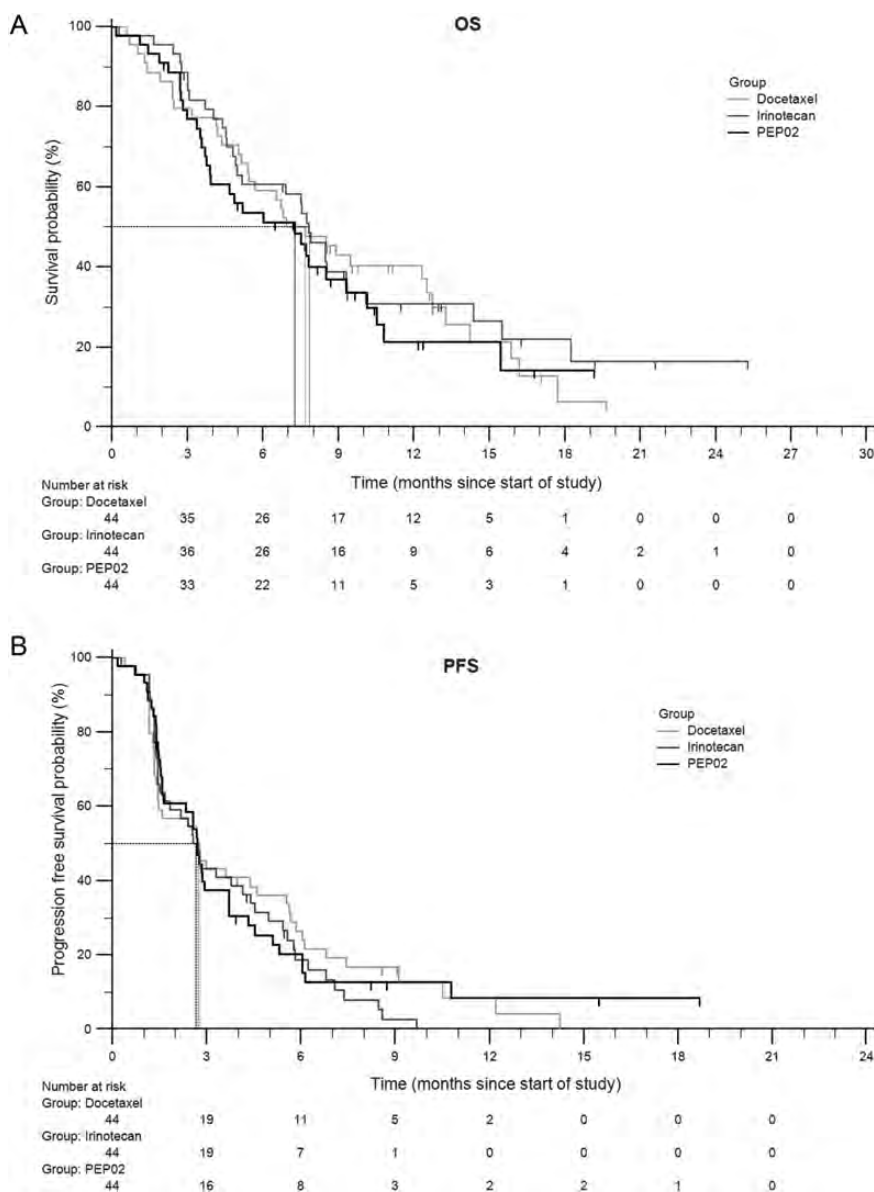 A
OS
Group
Docetaxel
Irinotecan
PEP02
Survival probability (%)
100
80
60
40
20
0
0 3 6 9 12 15 18 21 24 27 30
Time (months since start of study)
Number at risk
Group: Docetaxel
44 35 26 17 12 5 1 0 0 0
Group: Irinotecan
44 36 26 16 9 6 4 2 1 0
Group: PEP02
44 33 22 11 5 3 1 0 0 0
B
PFS
Group
Docetaxel
Irinotecan
PEP02
Progression free survival probability (%)
100
80
60
40
20
0
0 3 6 9 12 15 18 21 24
Time (months since start of study)
Number at risk
Group: Docetaxel
44 19 11 5 2 0 0 0
Group: Irinotecan
44 19 7 1 0 0 0 0
Group: PEP02
44 16 8 3 2 2 1 0